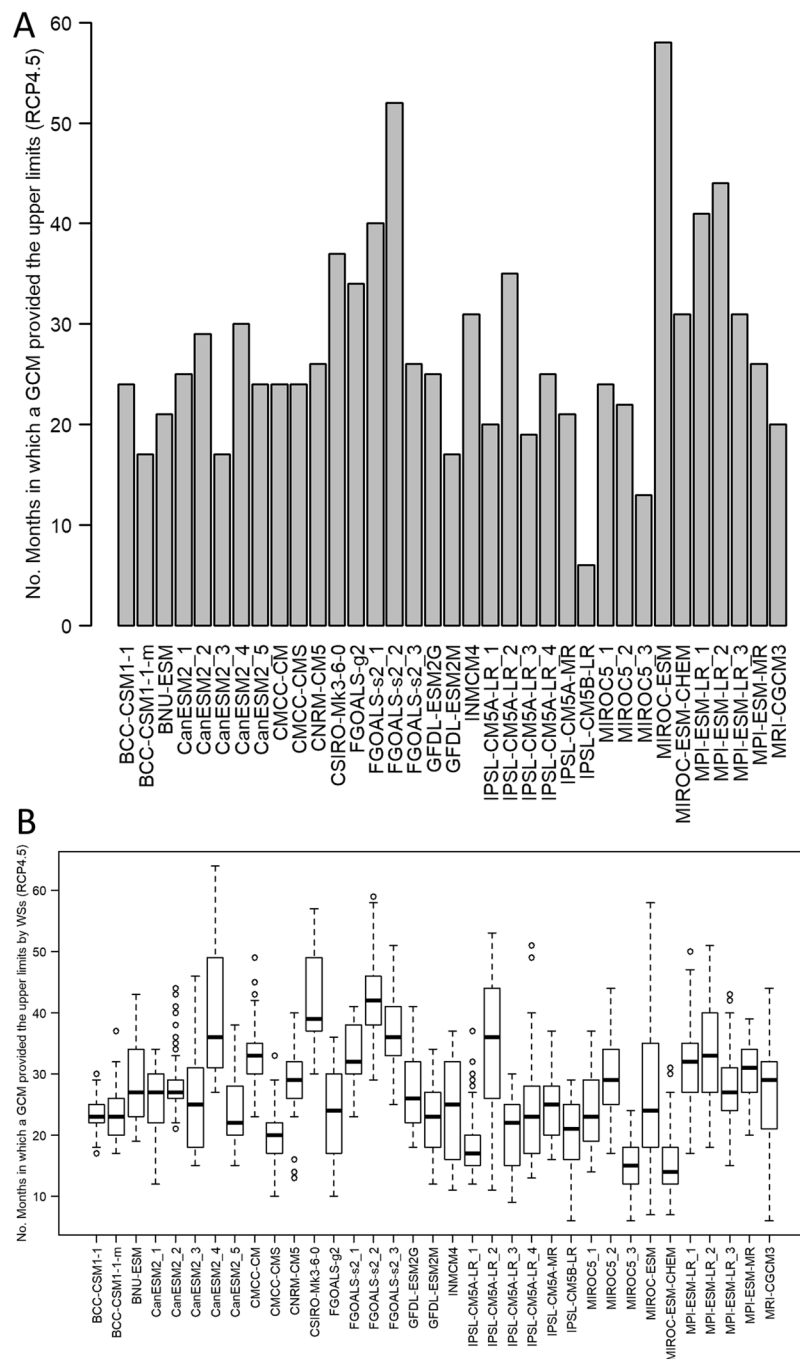 A
No. Months in which a GCM provided the upper limits (RCP4.5)
60
50
40
30
20
10
0
BCC-CSM1-1
BCC-CSM1-1-m
BNU-ESM
CanESM2_1
CanESM2_2
CanESM2_3
CanESM2_4
CanESM2_5
CMCC-CM
CMCC-CMS
CNRM-CM5
CSIRO-Mk3-6-0
FGOALS-g2
FGOALS-s2_1
FGOALS-s2_2
FGOALS-s2_3
GFDL-ESM2G
GFDL-ESM2M
INMCM4
IPSL-CM5A-LR_1
IPSL-CM5A-LR_2
IPSL-CM5A-LR_3
IPSL-CM5A-LR_4
IPSL-CM5A-MR
IPSL-CM5B-LR
MIROC5_1
MIROC5_2
MIROC5_3
MIROC-ESM
MIROC-ESM-CHEM
MPI-ESM-LR_1
MPI-ESM-LR_2
MPI-ESM-LR_3
MPI-ESM-MR
MRI-CGCM3
B
No. Months in which a GCM provided the upper limits by WSs (RCP4.5)
60
50
40
30
20
10
BCC-CSM1-1
BCC-CSM1-1-m
BNU-ESM
CanESM2_1
CanESM2_2
CanESM2_3
CanESM2_4
CanESM2_5
CMCC-CM
CMCC-CMS
CNRM-CM5
CSIRO-Mk3-6-0
FGOALS-g2
FGOALS-s2_1
FGOALS-s2_2
FGOALS-s2_3
GFDL-ESM2G
GFDL-ESM2M
INMCM4
IPSL-CM5A-LR_1
IPSL-CM5A-LR_2
IPSL-CM5A-LR_3
IPSL-CM5A-LR_4
IPSL-CM5A-MR
IPSL-CM5B-LR
MIROC5_1
MIROC5_2
MIROC5_3
MIROC-ESM
MIROC-ESM-CHEM
MPI-ESM-LR_1
MPI-ESM-LR_2
MPI-ESM-LR_3
MPI-ESM-MR
MRI-CGCM3